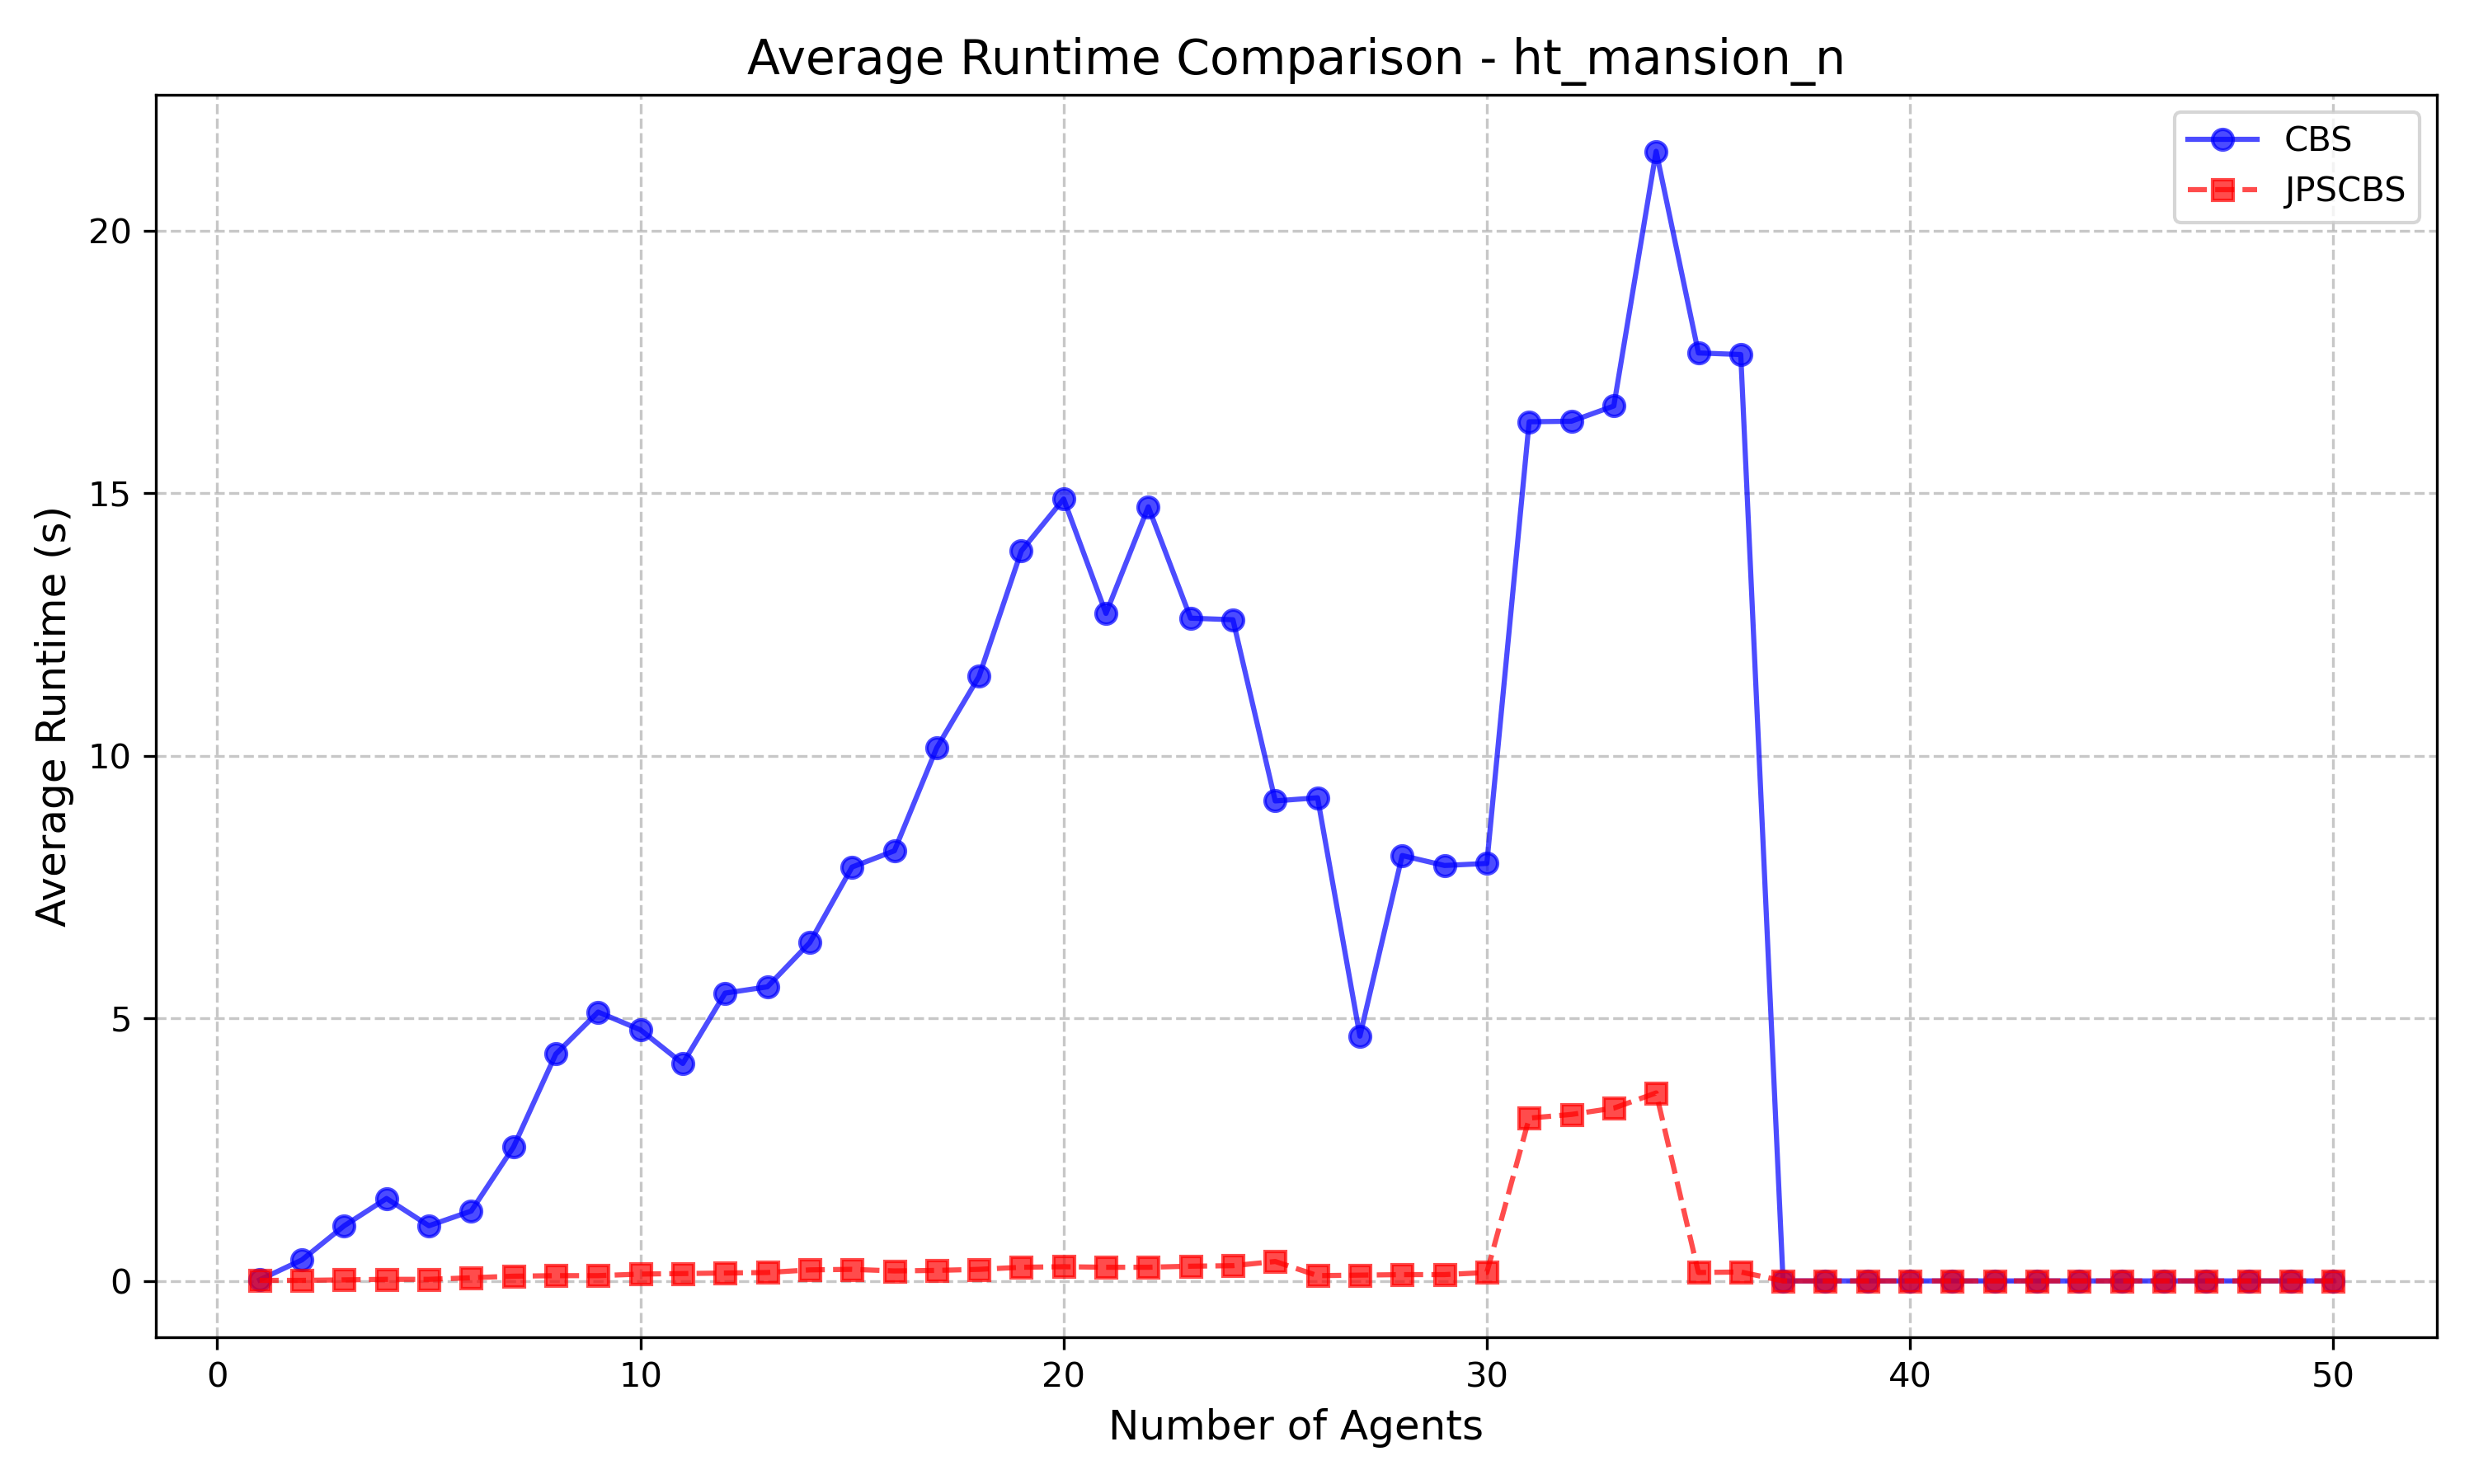 Average Runtime Comparison - ht_mansion_n
CBS
JPSCBS
Average Runtime (s)
20
15
10
5
0
0 10 20 30 40 50
Number of Agents